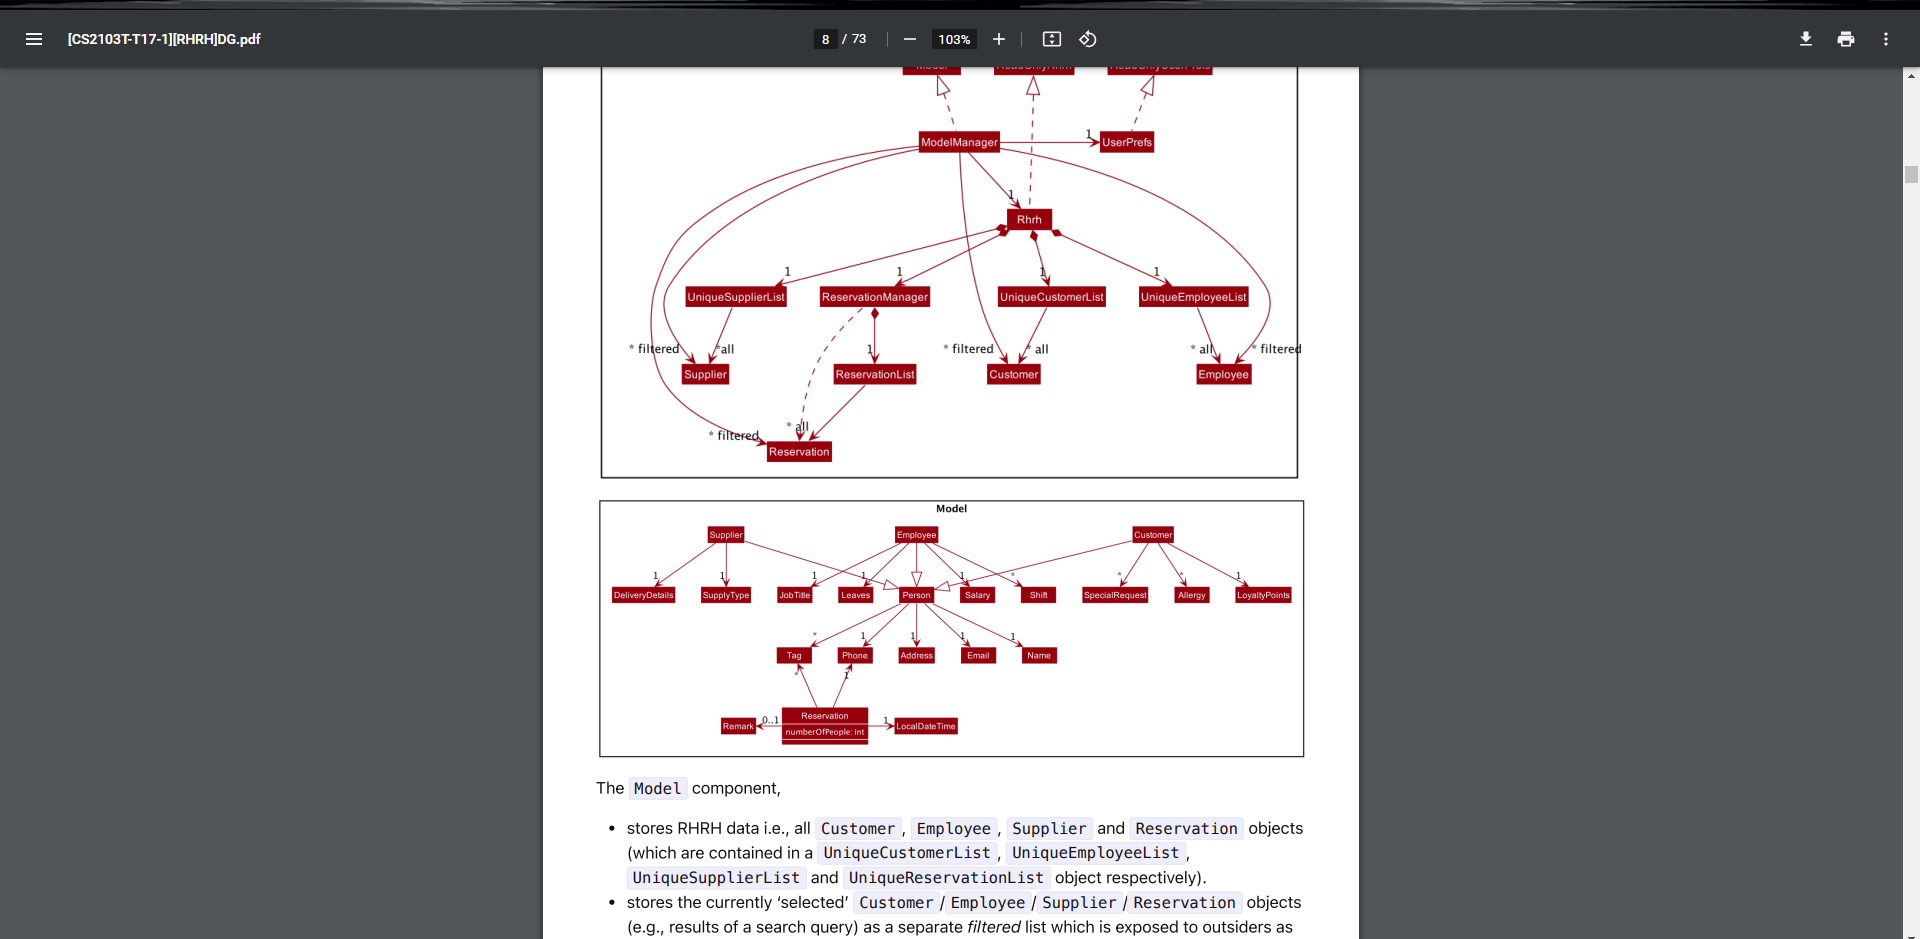 [CS2103T-T17-1][RHRH]DG.pdf
8 / 73
103%
ModelManager
1
UserPrefs
1
Rhrh
1
1
1
1
UniqueSupplierList
ReservationManager
UniqueCustomerList
UniqueEmployeeList
* filtered
*all
1
* filtered
* all
* all
* filtered
Supplier
ReservationList
Customer
Employee
* filtered
* all
Reservation
Model
Supplier
Employee
Customer
1
1
1
1
1
*
*
*
1
DeliveryDetails
SupplyType
JobTitle
Leaves
Person
Salary
Shift
SpecialRequest
Allergy
LoyaltyPoints
*
1
1
1
1
Tag
Phone
Address
Email
Name
*
1
Remark
0..1
Reservation
numberOfPeople: int
1
LocalDateTime
The Model component,
• stores RHRH data i.e., all Customer , Employee , Supplier and Reservation objects
(which are contained in a UniqueCustomerList , UniqueEmployeeList ,
UniqueSupplierList and UniqueReservationList object respectively).
• stores the currently ‘selected’ Customer / Employee / Supplier / Reservation objects
(e.g., results of a search query) as a separate filtered list which is exposed to outsiders as